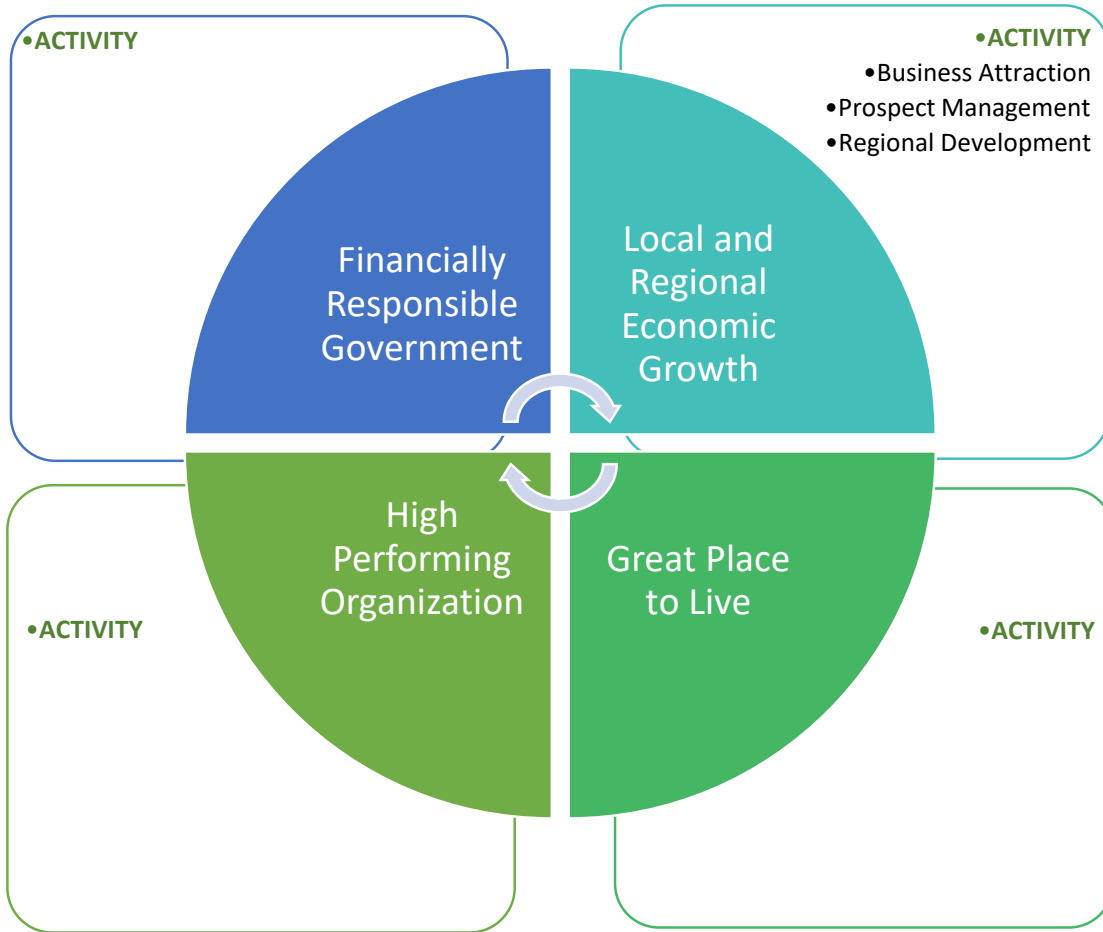 •ACTIVITY
•ACTIVITY
•Business Attraction
•Prospect Management
•Regional Development
Financially
Responsible
Government
Local and
Regional
Economic
Growth
High
Performing
Organization
Great Place
to Live
•ACTIVITY
•ACTIVITY